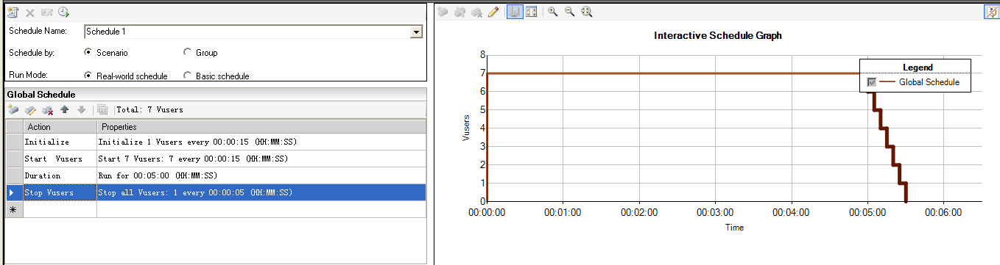 Schedule Name: Schedule 1
Schedule by: Scenario Group
Run Mode: Real-world schedule Basic schedule
Global Schedule
Total: 7 Vusers
Action Properties
Initialize Initialize 1 Vusers every 00:00:15 (HH:MM:SS)
Start Vusers Start 7 Vusers: 7 every 00:00:15 (HH:MM:SS)
Duration Run for 00:05:00 (HH:MM:SS)
Stop Vusers Stop all Vusers: 1 every 00:00:05 (HH:MM:SS)
Interactive Schedule Graph
Legend
Global Schedule
Vusers
8
7
6
5
4
3
2
1
0
00:00:00 00:01:00 00:02:00 00:03:00 00:04:00 00:05:00 00:06:00
Time